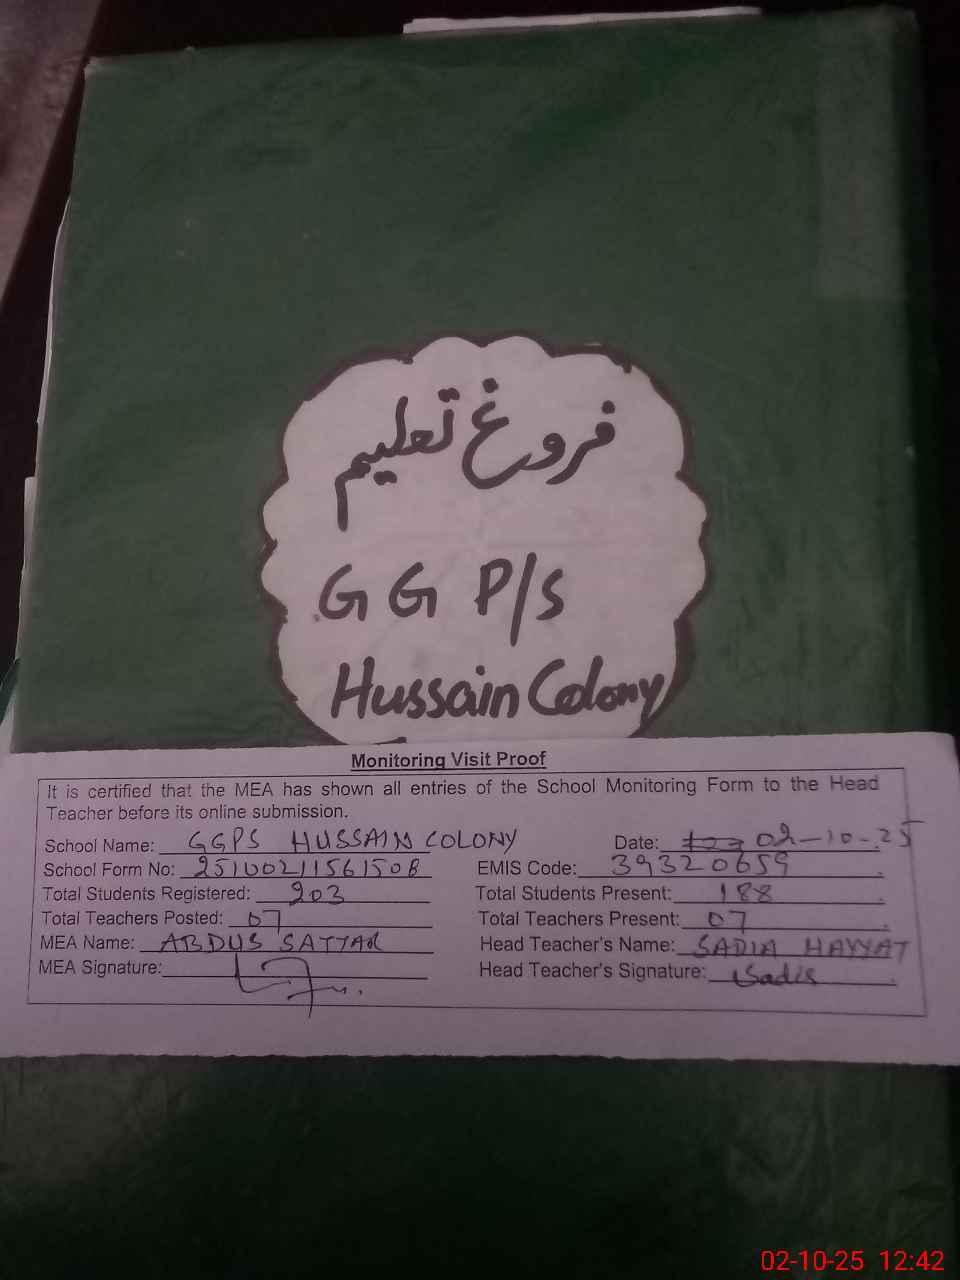 فروغ تعلیم
G G P/S
Hussain Colony
Monitoring Visit Proof
It is certified that the MEA has shown all entries of the School Monitoring Form to the Head
Teacher before its online submission.
School Name: GGPS HUSSAIN COLONY Date: 02-10-25
School Form No: 2510021156150B EMIS Code: 39320659
Total Students Registered: 203 Total Students Present: 188
Total Teachers Posted: 07 Total Teachers Present: 07
MEA Name: ABDUS SATTAR Head Teacher's Name: SADIA HAYYAT
MEA Signature: Head Teacher's Signature: Sadia
02-10-25 12:42